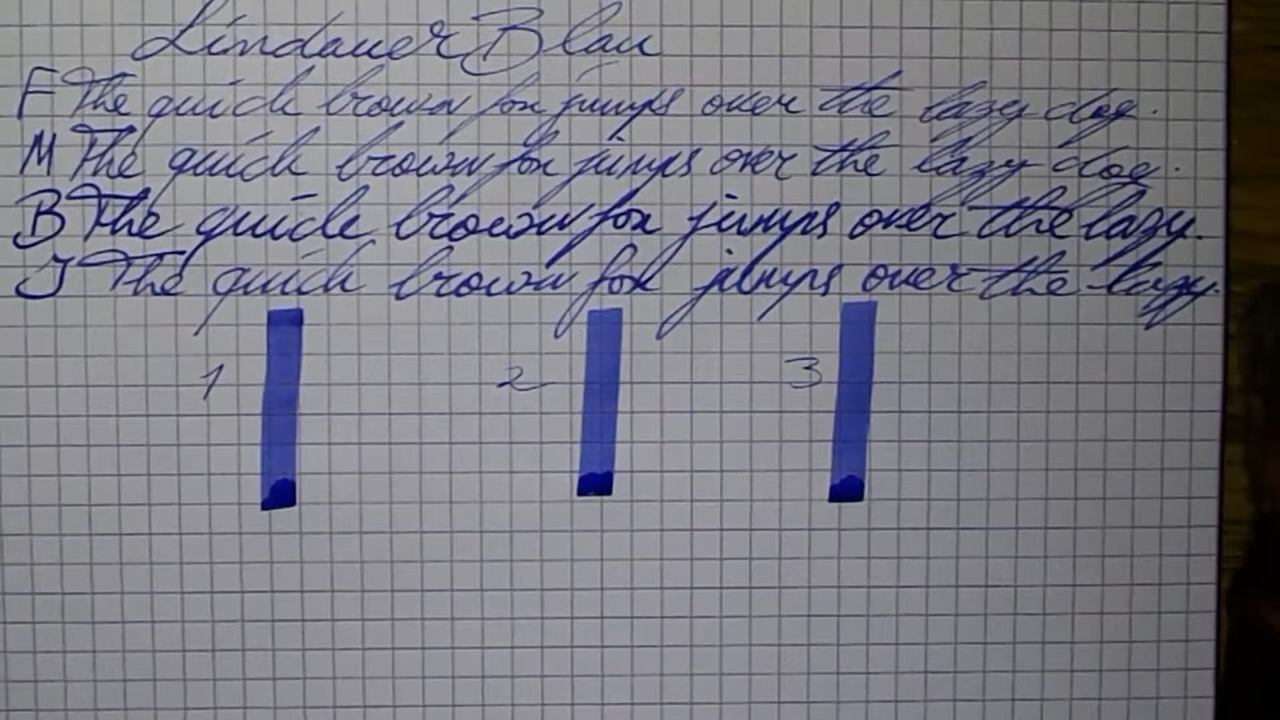 Lindauer Blau
F The quick brown fox jumps over the lazy dog.
M The quick brown fox jumps over the lazy dog.
B The quick brown fox jumps over the lazy.
J The quick brown fox jumps over the lazy.
1 2 3